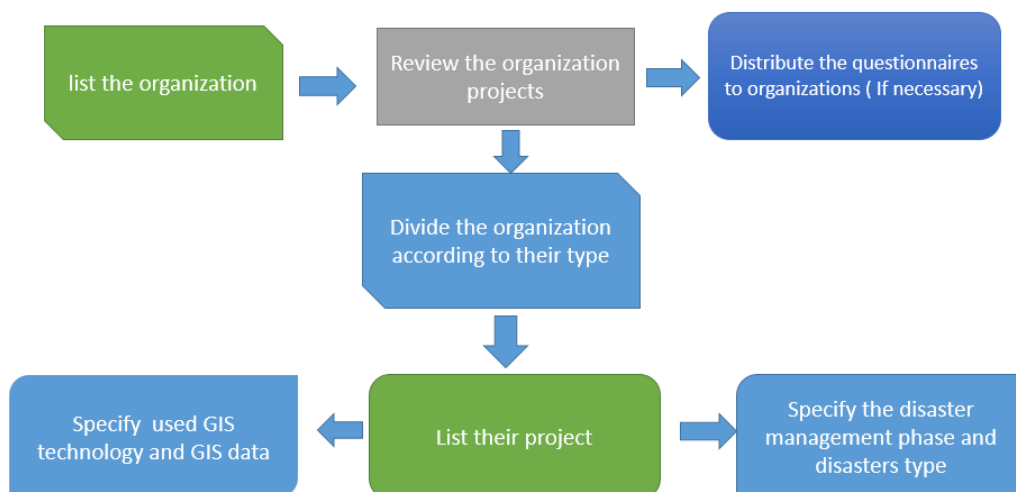 list the organization
Review the organization
projects
Distribute the questionnaires
to organizations ( If necessary)
Divide the organization
according to their type
Specify  used GIS
technology and GIS data
List their project
Specify the disaster
management phase and
disasters type